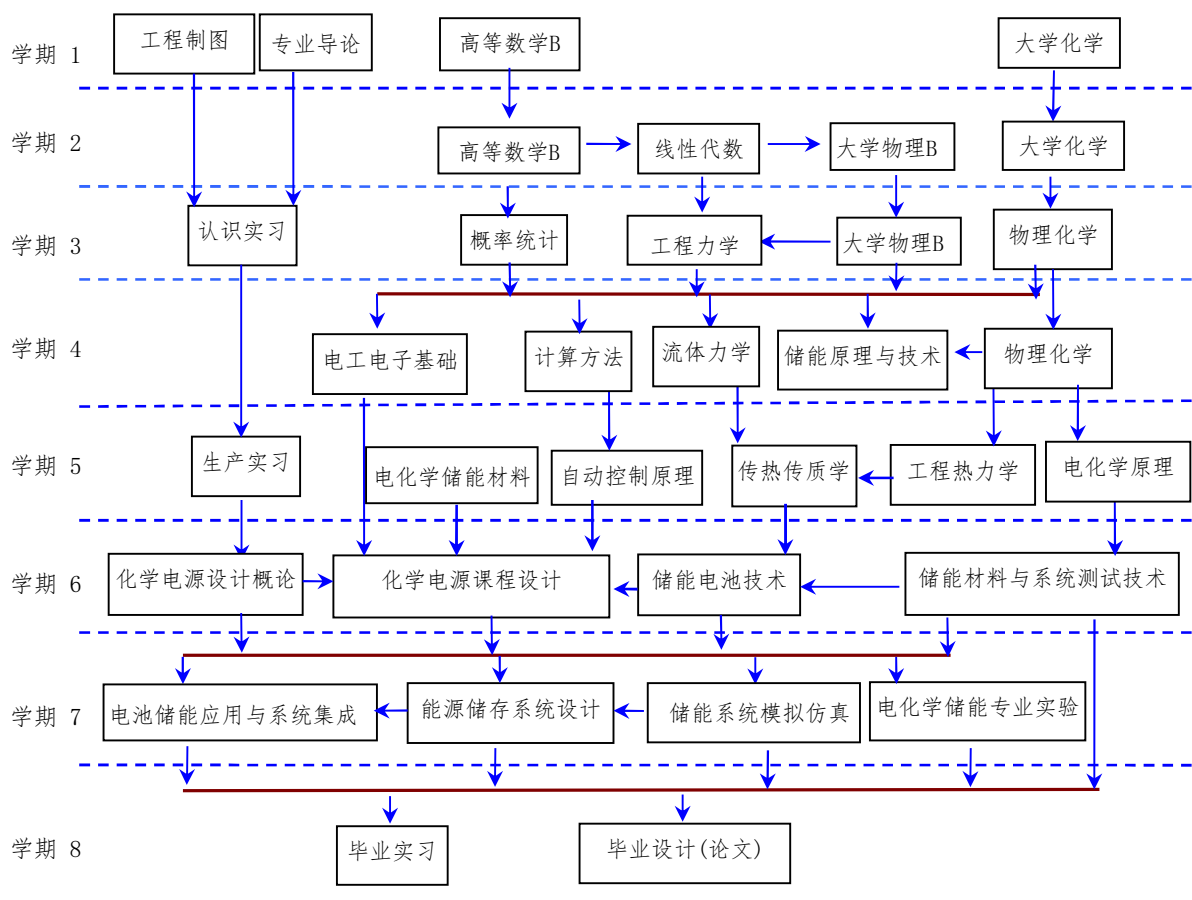 学期 1
工程制图
专业导论
高等数学B
大学化学
学期 2
高等数学B
线性代数
大学物理B
大学化学
学期 3
认识实习
概率统计
工程力学
大学物理B
物理化学
学期 4
电工电子基础
计算方法
流体力学
储能原理与技术
物理化学
学期 5
生产实习
电化学储能材料
自动控制原理
传热传质学
工程热力学
电化学原理
学期 6
化学电源设计概论
化学电源课程设计
储能电池技术
储能材料与系统测试技术
学期 7
电池储能应用与系统集成
能源储存系统设计
储能系统模拟仿真
电化学储能专业实验
学期 8
毕业实习
毕业设计(论文)